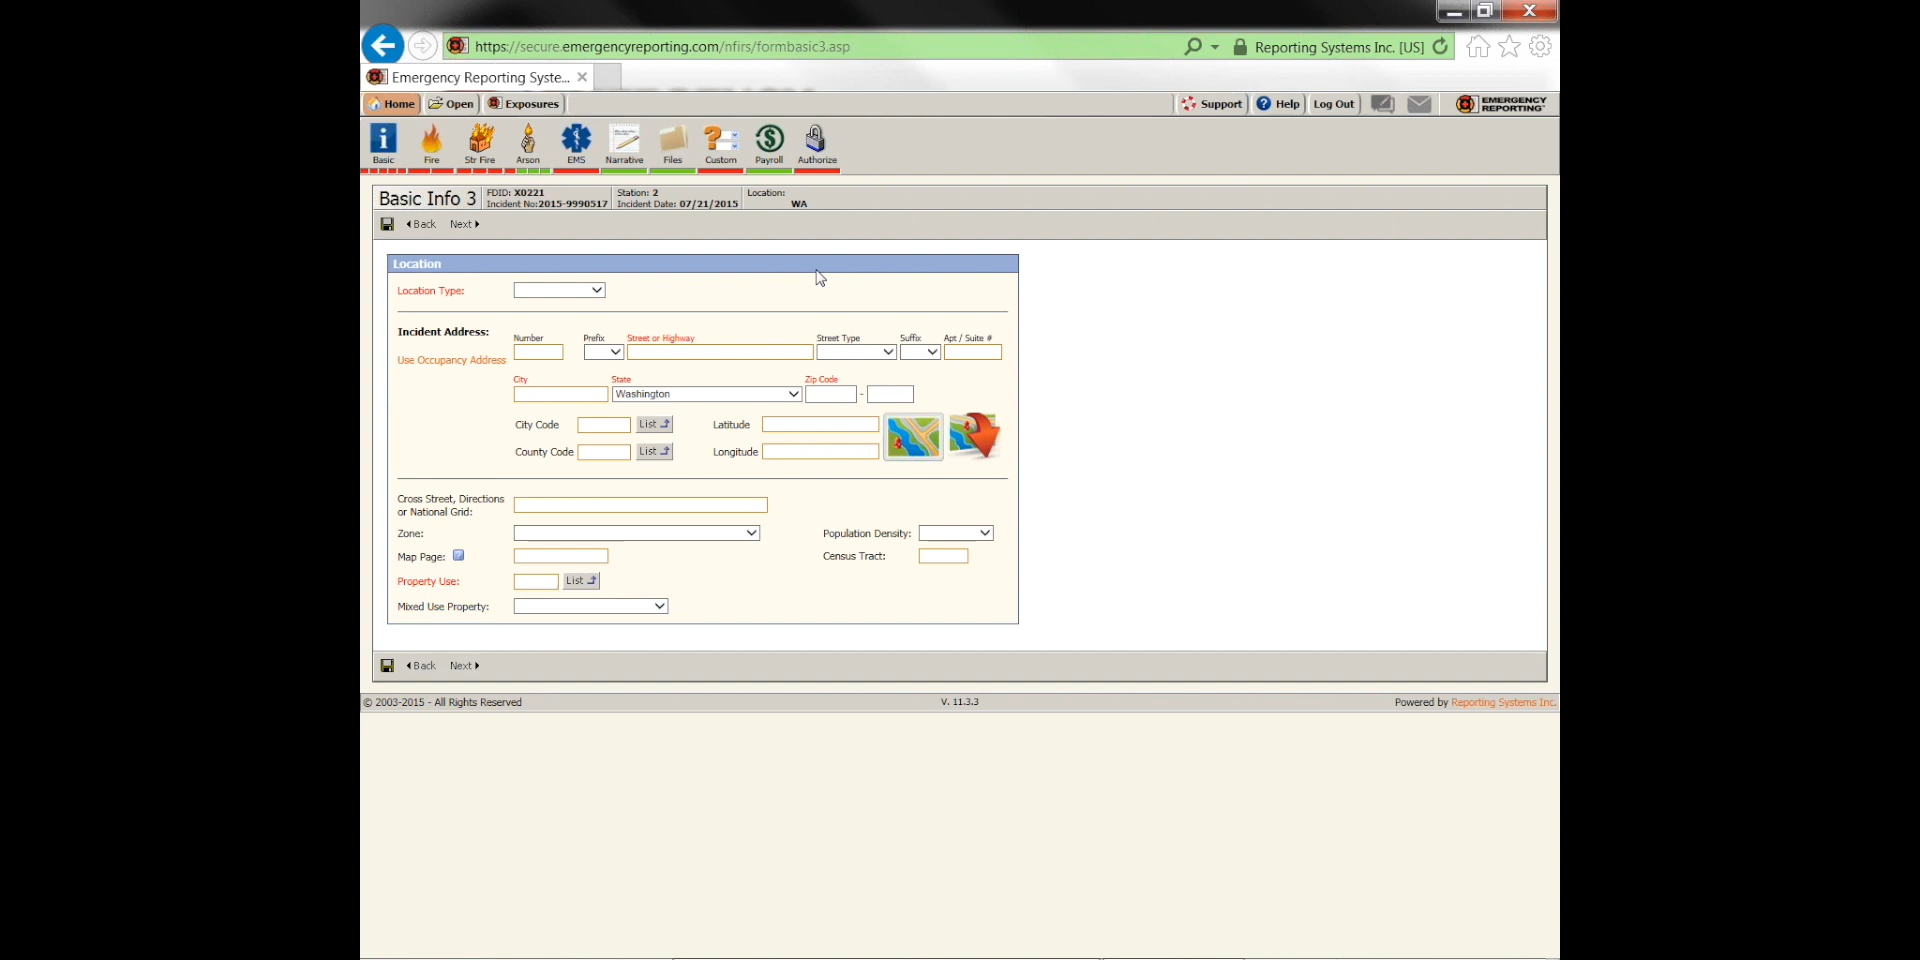 https://secure.emergencyreporting.com/nfirs/formbasic3.asp
Reporting Systems Inc. [US]
Emergency Reporting Syste...
Home Open Exposures Support Help Log Out EMERGENCY REPORTING
Basic Fire Str Fire Arson EMS Narrative Files Custom Payroll Authorize
Basic Info 3
FDID: X0221
Incident No:2015-9990517
Station: 2
Incident Date: 07/21/2015
Location:
WA
Back Next
Location
Location Type:
Incident Address:
Use Occupancy Address
Number Prefix Street or Highway Street Type Suffix Apt / Suite #
City State Zip Code
Washington -
City Code List Latitude
County Code List Longitude
Cross Street, Directions
or National Grid:
Zone: Population Density:
Map Page: ? Census Tract:
Property Use: List
Mixed Use Property:
Back Next
© 2003-2015 - All Rights Reserved V. 11.3.3 Powered by Reporting Systems Inc.